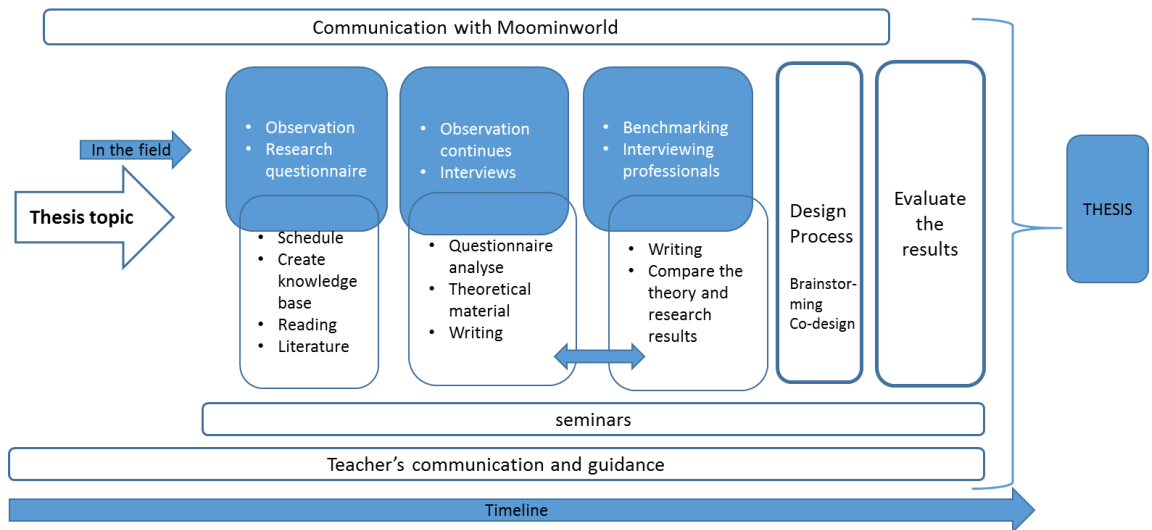 Communication with Moominworld
In the field
Thesis topic
• Observation
• Research
questionnaire
• Schedule
• Create
knowledge
base
• Reading
• Literature
• Observation
continues
• Interviews
• Questionnaire
analyse
• Theoretical
material
• Writing
• Benchmarking
• Interviewing
professionals
• Writing
• Compare the
theory and
research
results
Design
Process
Brainstor-
ming
Co-design
Evaluate
the
results
THESIS
seminars
Teacher’s communication and guidance
Timeline